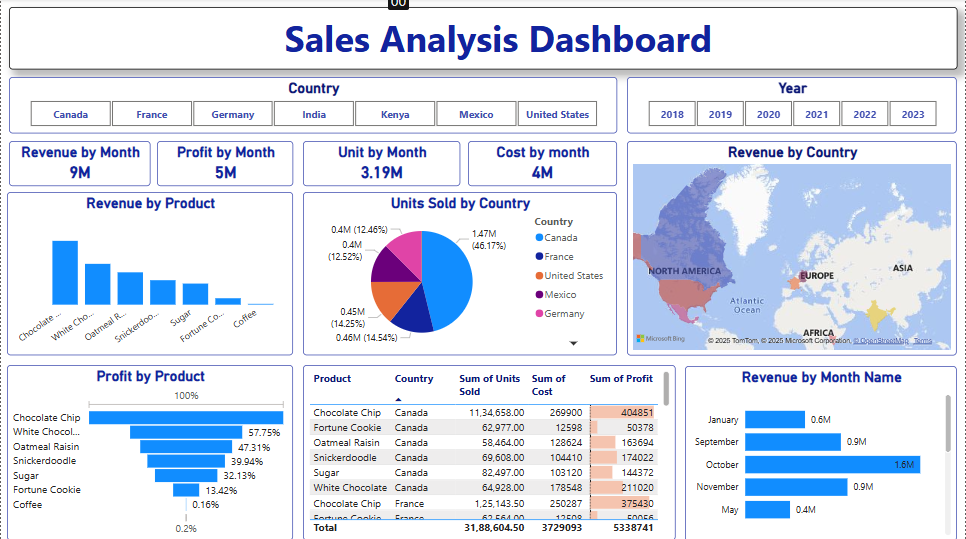 00
Sales Analysis Dashboard
Country
Canada France Germany India Kenya Mexico United States
Year
2018 2019 2020 2021 2022 2023
Revenue by Month
9M
Profit by Month
5M
Unit by Month
3.19M
Cost by month
4M
Revenue by Country
NORTH AMERICA
EUROPE
ASIA
Atlantic
Ocean
AFRICA
Microsoft Bing
© 2025 TomTom, © 2025 Microsoft Corporation, © OpenStreetMap Terms
Revenue by Product
Chocolate ...
White Cho...
Oatmeal R...
Snickerdoo...
Sugar
Fortune Co...
Coffee
Units Sold by Country
0.4M (12.46%)
0.4M
(12.52%)
0.45M
(14.25%)
0.46M (14.54%)
1.47M
(46.17%)
Country
Canada
France
United States
Mexico
Germany
Profit by Product
100%
Chocolate Chip
White Chocol... 57.75%
Oatmeal Raisin 47.31%
Snickerdoodle 39.94%
Sugar 32.13%
Fortune Cookie 13.42%
Coffee 0.16%
0.2%
Product Country Sum of Units Sold Sum of Cost Sum of Profit
Chocolate Chip Canada 11,34,658.00 269900 404851
Fortune Cookie Canada 62,977.00 12598 50378
Oatmeal Raisin Canada 58,464.00 128624 163694
Snickerdoodle Canada 69,608.00 104410 174022
Sugar Canada 82,497.00 103120 144372
White Chocolate Canada 64,928.00 178548 211020
Chocolate Chip France 1,25,143.50 250287 375430
Fortune Cookie France
Total 31,88,604.50 3729093 5338741
Revenue by Month Name
January 0.6M
September 0.9M
October 1.6M
November 0.9M
May 0.4M